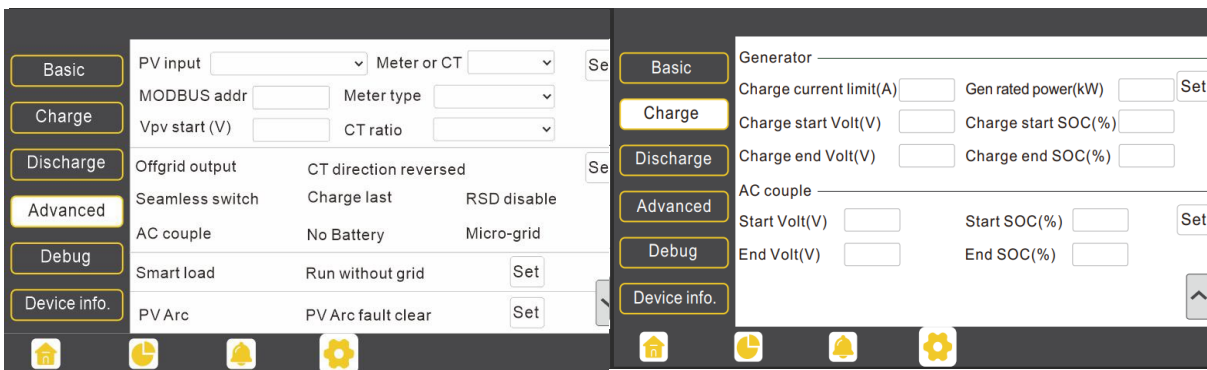 Basic
Charge
Discharge
Advanced
Debug
Device info.
PV input Meter or CT Se
MODBUS addr Meter type
Vpv start (V) CT ratio
Offgrid output CT direction reversed Se
Seamless switch Charge last RSD disable
AC couple No Battery Micro-grid
Smart load Run without grid Set
PV Arc PV Arc fault clear Set
Basic
Charge
Discharge
Advanced
Debug
Device info.
Generator
Charge current limit(A) Gen rated power(kW) Set
Charge start Volt(V) Charge start SOC(%)
Charge end Volt(V) Charge end SOC(%)
AC couple
Start Volt(V) Start SOC(%) Set
End Volt(V) End SOC(%)